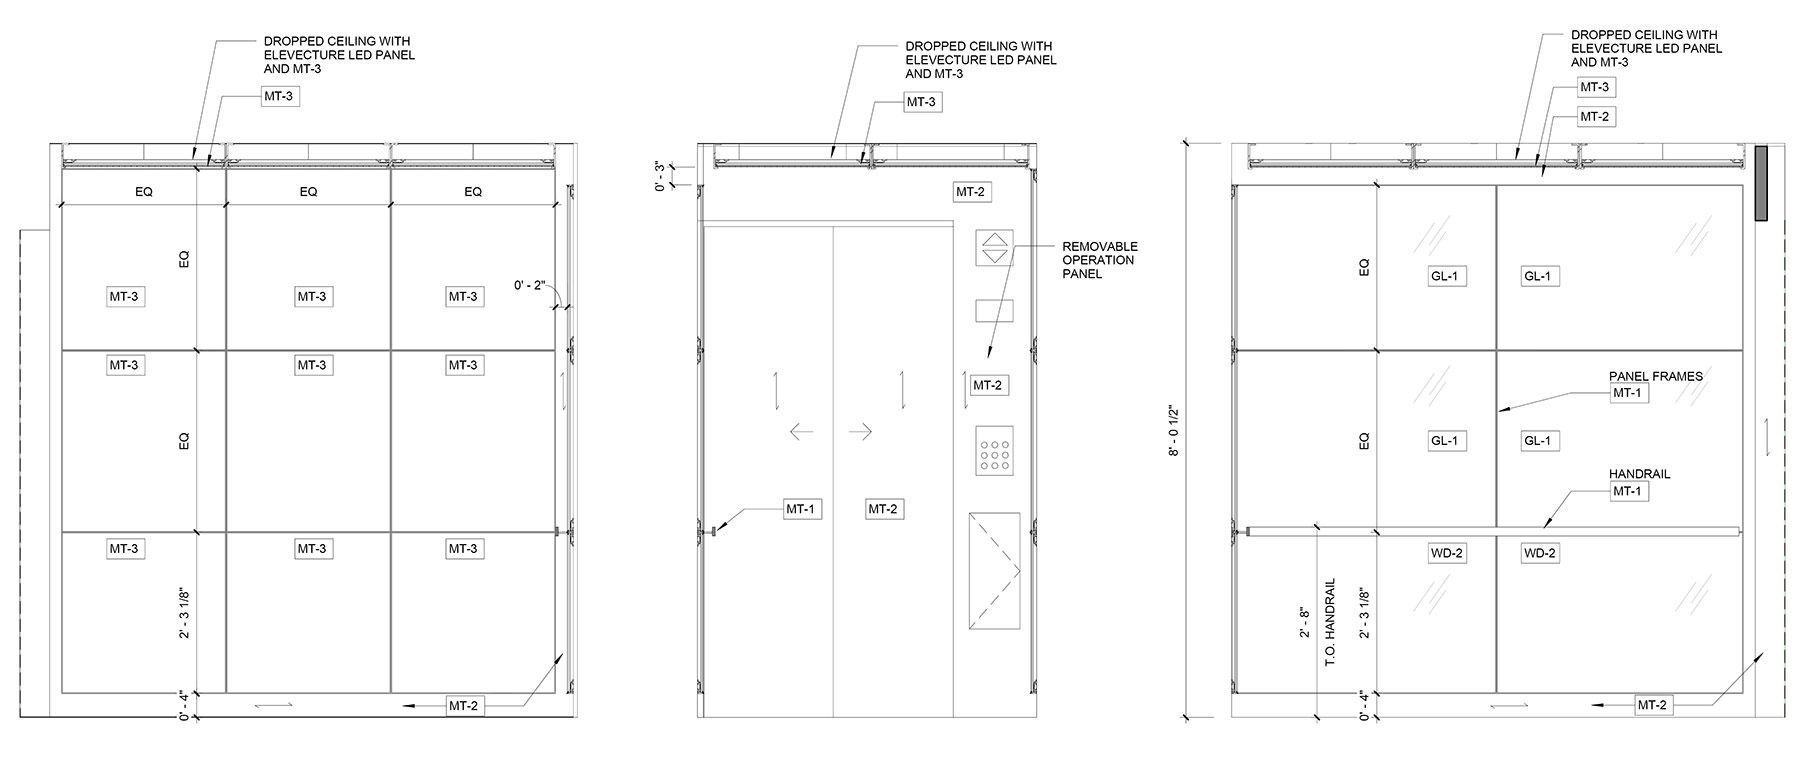 DROPPED CEILING WITH
ELEVECTURE LED PANEL
AND MT-3
MT-3
EQ
EQ
EQ
EQ
MT-3
MT-3
MT-3
0' - 2"
MT-3
MT-3
MT-3
EQ
MT-3
MT-3
MT-3
2' - 3 1/8"
0' - 4"
MT-2
DROPPED CEILING WITH
ELEVECTURE LED PANEL
AND MT-3
MT-3
0' - 3"
MT-2
REMOVABLE
OPERATION
PANEL
MT-2
MT-1
MT-2
DROPPED CEILING WITH
ELEVECTURE LED PANEL
AND MT-3
MT-3
MT-2
EQ
GL-1
GL-1
PANEL FRAMES
MT-1
8' - 0 1/2"
EQ
GL-1
GL-1
HANDRAIL
MT-1
WD-2
WD-2
2' - 8"
T.O. HANDRAIL
2' - 3 1/8"
0' - 4"
MT-2